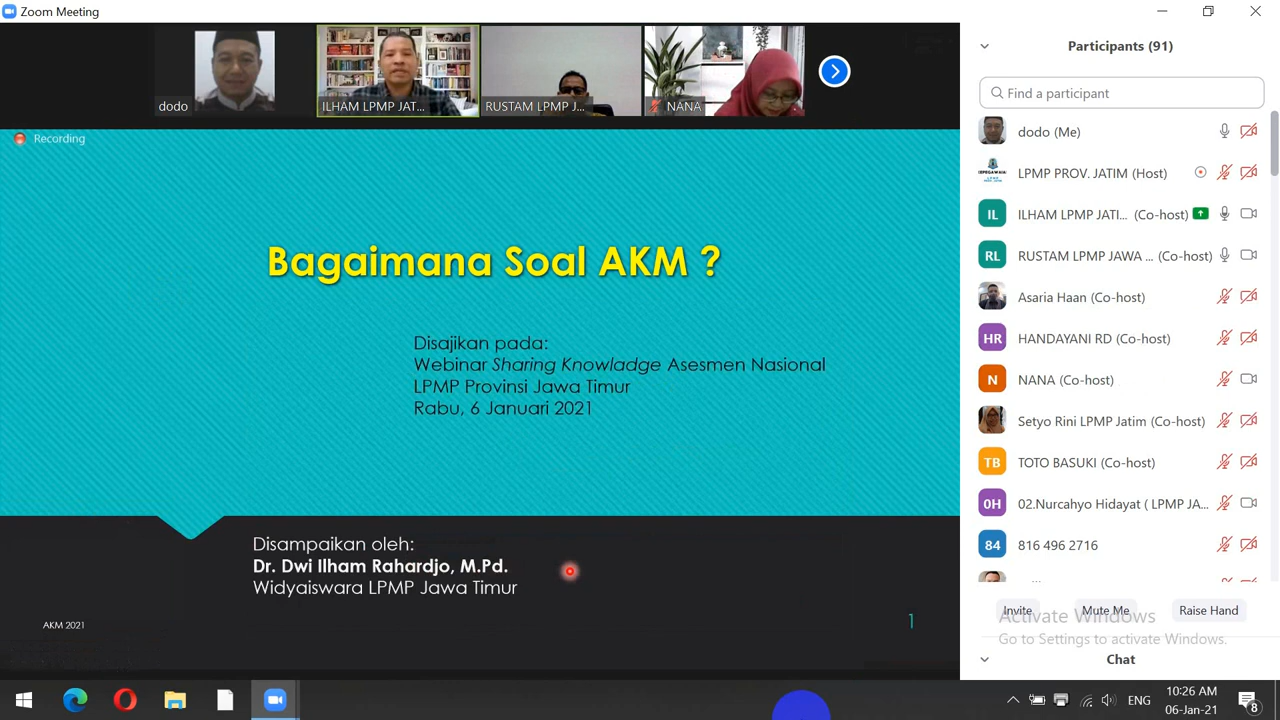 Zoom Meeting
dodo
ILHAM LPMP JAT...
RUSTAM LPMP J...
NANA
Recording
Bagaimana Soal AKM ?
Disajikan pada:
Webinar Sharing Knowladge Asesmen Nasional
LPMP Provinsi Jawa Timur
Rabu, 6 Januari 2021
Disampaikan oleh:
Dr. Dwi Ilham Rahardjo, M.Pd.
Widyaiswara LPMP Jawa Timur
AKM 2021
1
Participants (91)
Find a participant
dodo (Me)
LPMP PROV. JATIM (Host)
IL
ILHAM LPMP JATI... (Co-host)
RL
RUSTAM LPMP JAWA ... (Co-host)
Asaria Haan (Co-host)
HR
HANDAYANI RD (Co-host)
N
NANA (Co-host)
Setyo Rini LPMP Jatim (Co-host)
TB
TOTO BASUKI (Co-host)
0H
02.Nurcahyo Hidayat ( LPMP JA...
84
816 496 2716
Invite
Mute Me
Raise Hand
Activate Windows
Go to Settings to activate Windows.
Chat
ENG
10:26 AM
06-Jan-21
8